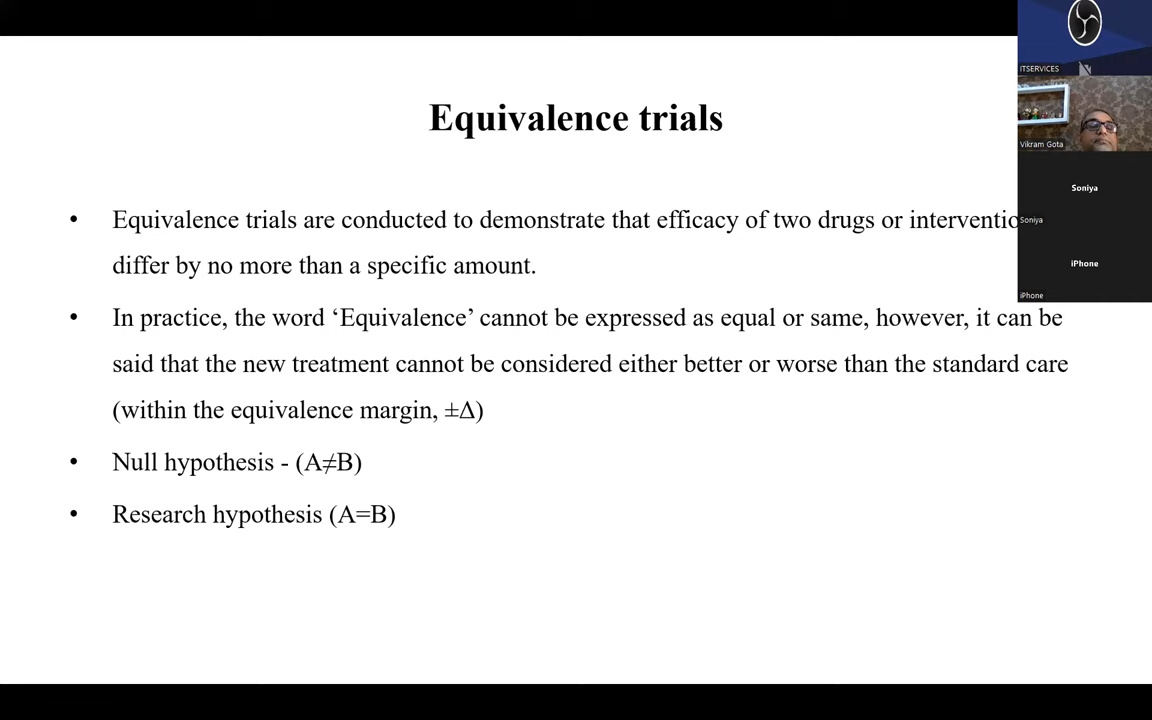 Equivalence trials
• Equivalence trials are conducted to demonstrate that efficacy of two drugs or interventio
differ by no more than a specific amount.
• In practice, the word ‘Equivalence’ cannot be expressed as equal or same, however, it can be
said that the new treatment cannot be considered either better or worse than the standard care
(within the equivalence margin, ±Δ)
• Null hypothesis - (A≠B)
• Research hypothesis (A=B)
ITSERVICES
Vikram Gota
Soniya
Soniya
iPhone
iPhone